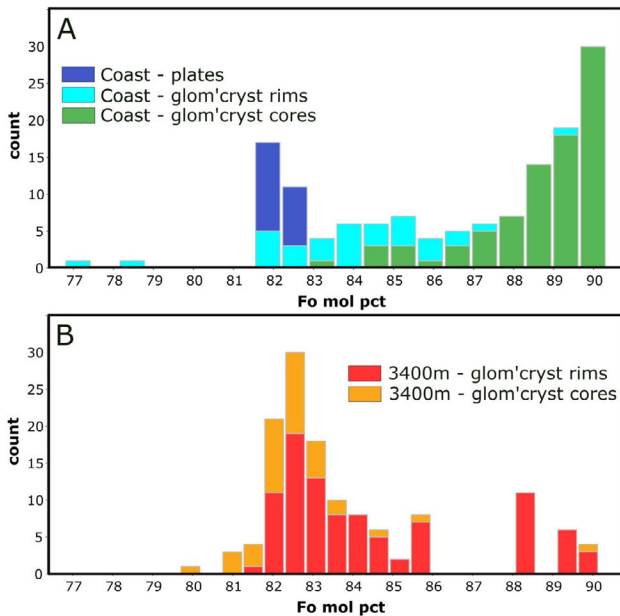 A
Coast - plates
Coast - glom'cryst rims
Coast - glom'cryst cores
count
30
25
20
15
10
5
0
77 78 79 80 81 82 83 84 85 86 87 88 89 90
Fo mol pct
B
3400m - glom'cryst rims
3400m - glom'cryst cores
count
30
25
20
15
10
5
0
77 78 79 80 81 82 83 84 85 86 87 88 89 90
Fo mol pct